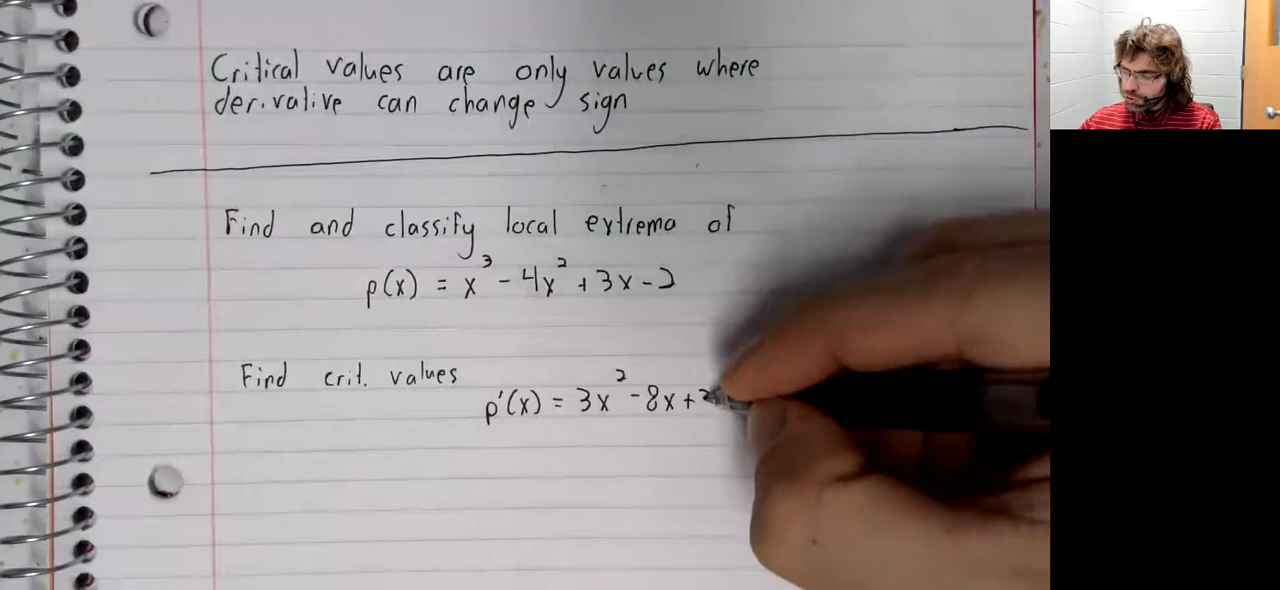 Critical values are only values where
derivative can change sign
Find and classify local extrema of
p(x) = x³ - 4x² + 3x - 2
Find crit. values
p'(x) = 3x² - 8x + 3